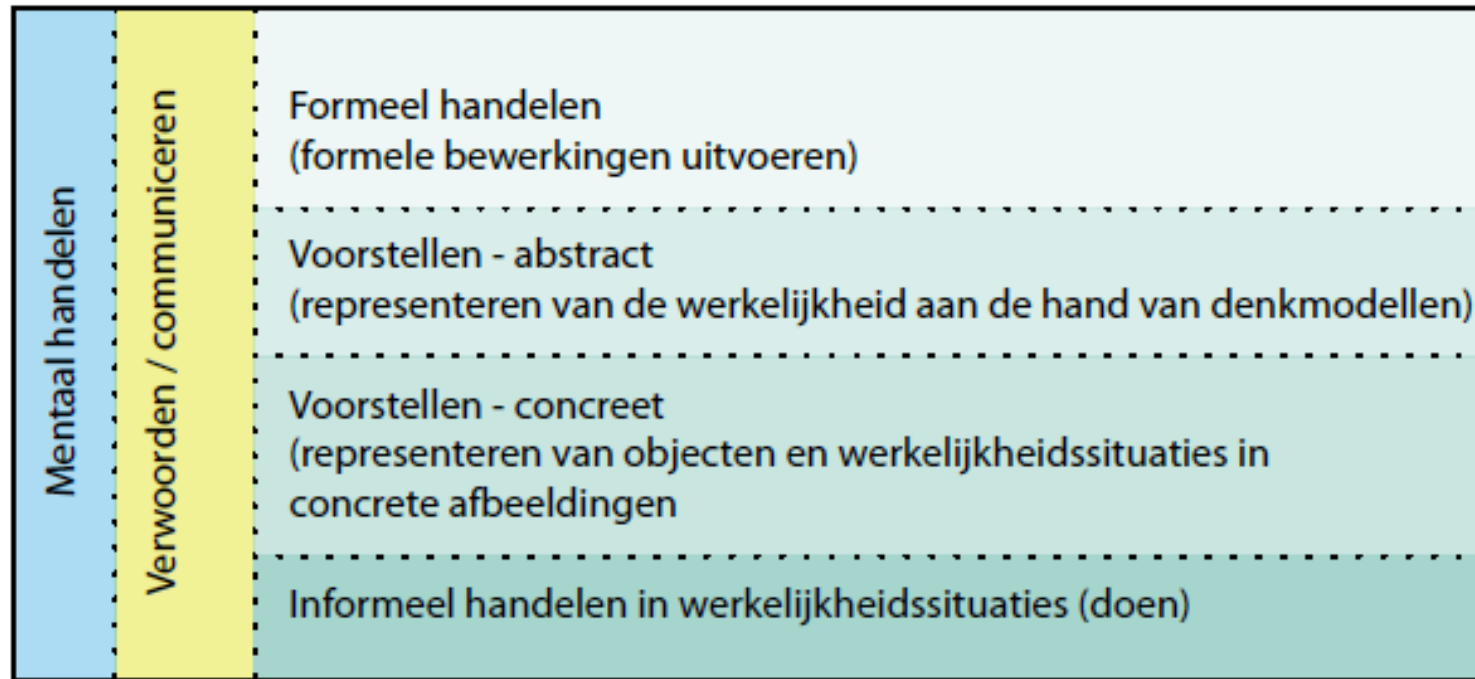 Mentaal handelen
Verwoorden / communiceren
Formeel handelen
(formele bewerkingen uitvoeren)
Voorstellen - abstract
(representeren van de werkelijkheid aan de hand van denkmodellen)
Voorstellen - concreet
(representeren van objecten en werkelijkheidssituaties in
concrete afbeeldingen
Informeel handelen in werkelijkheidssituaties (doen)